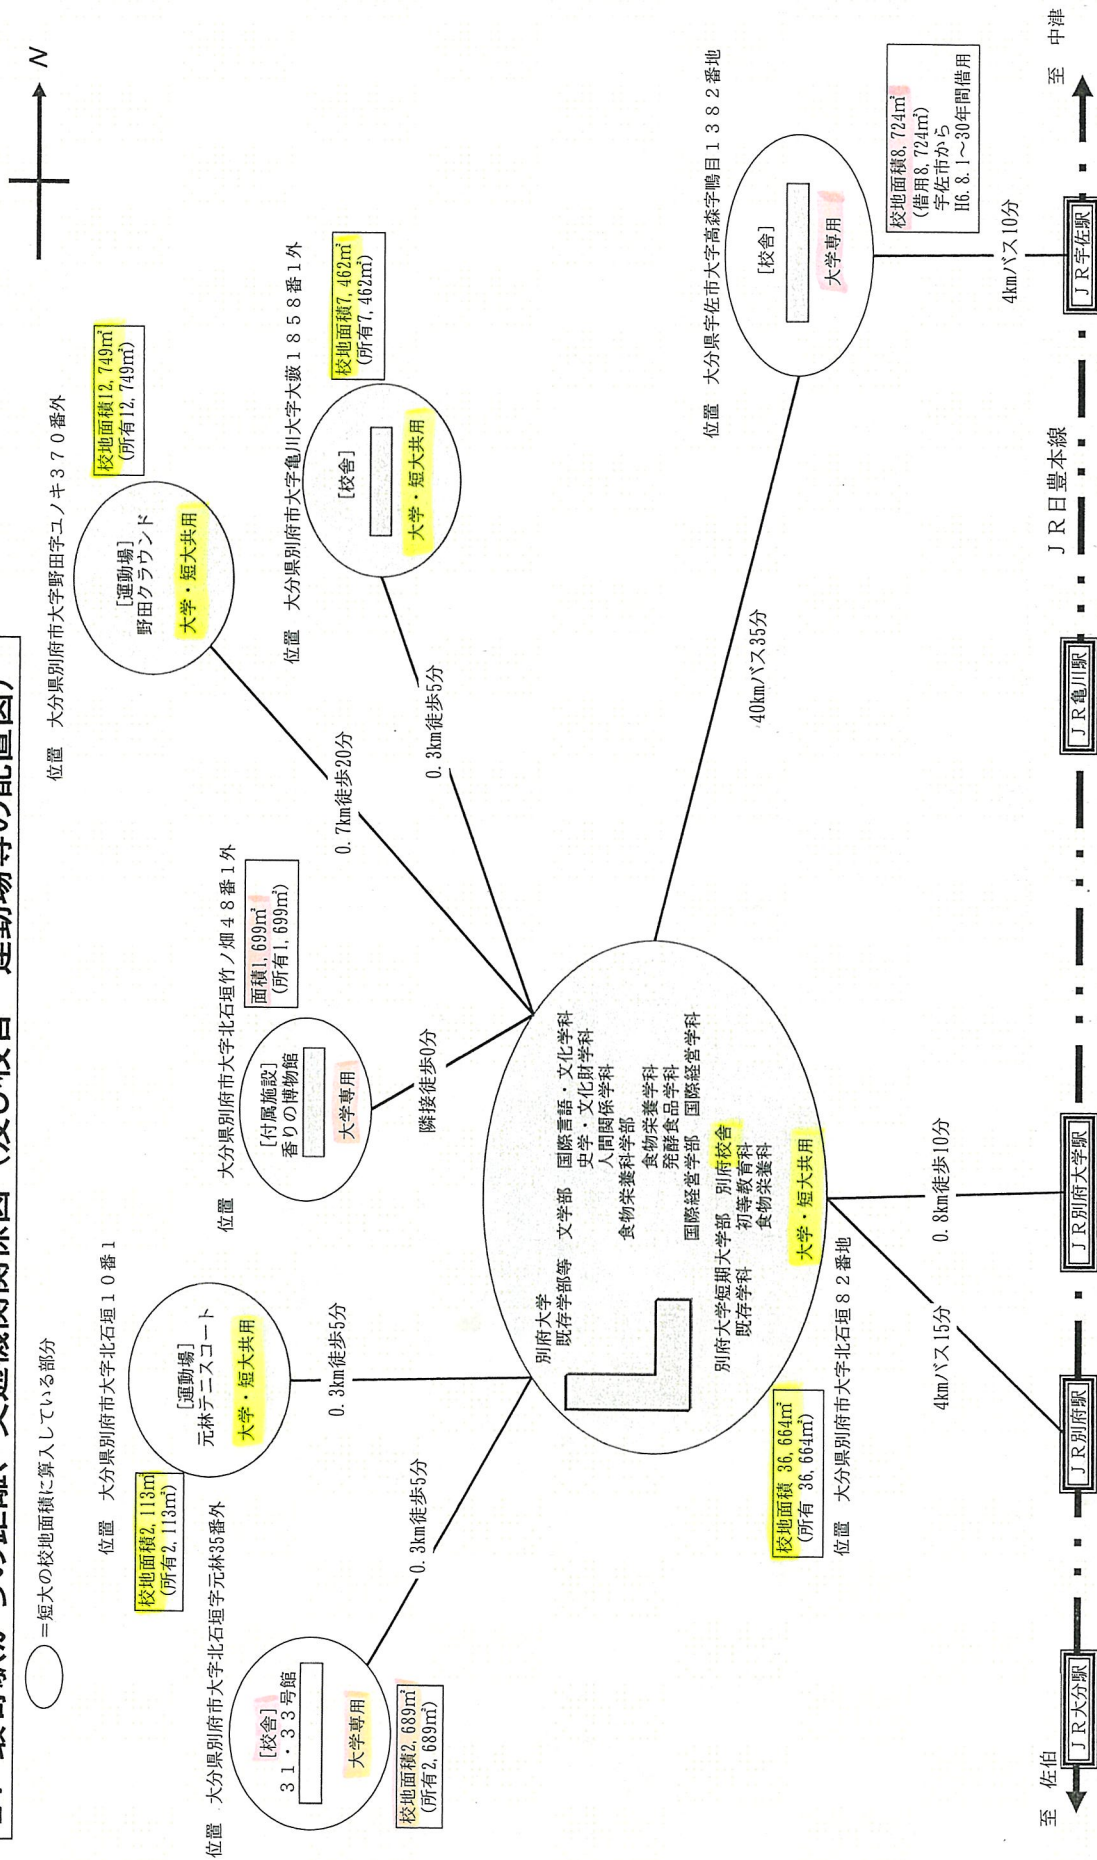 最寄駅からの距離、交通機関関係図(及び校舎 運動場等の配置図)
=短大の校地面積に算入している部分
N
位置 大分県別府市大字野田字ユノキ370番外
校地面積12,749㎡
(所有12,749㎡)
[運動場]
野田グラウンド
大学・短大共用
0.7km徒歩20分
位置 大分県別府市大字亀川大字大藪1858番1外
校地面積7,462㎡
(所有7,462㎡)
[校舎]
大学・短大共用
0.3km徒歩5分
位置 大分県別府市大字北石垣竹ノ畑48番1外
面積1,699㎡
(所有1,699㎡)
[付属施設]
香りの博物館
大学専用
隣接徒歩0分
位置 大分県別府市大字北石垣10番1
校地面積2,113㎡
(所有2,113㎡)
[運動場]
元林テニスコート
大学・短大共用
0.3km徒歩5分
位置 大分県別府市大字北石垣字元林35番外
[校舎]
31・33号館
大学専用
校地面積2,689㎡
(所有2,689㎡)
0.3km徒歩5分
別府大学
既存学部等 文学部 国際言語・文化学科
史学・文化財学科
人間関係学科
食物栄養科学部
食物栄養学科
発酵食品学科
国際経営学部 国際経営学科
別府大学短期大学部 別府校舎
既存学科 初等教育科
食物栄養科
大学・短大共用
校地面積 36,664㎡
(所有 36,664㎡)
位置 大分県別府市大字北石垣82番地
位置 大分県宇佐市大字高森字鴨目1382番地
[校舎]
大学専用
校地面積8,724㎡
(借用8,724㎡)
宇佐市から
H6.8.1~30年間借用
40kmバス35分
4kmバス10分
0.8km徒歩10分
4kmバス15分
JR日豊本線
至 佐伯
JR大分駅
JR別府駅
JR別府大学駅
JR亀川駅
JR宇佐駅
至 中津